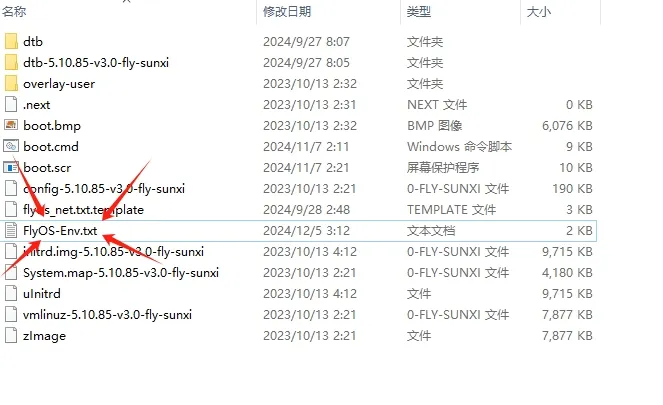 名称 修改日期 类型 大小
dtb 2024/9/27 8:07 文件夹
dtb-5.10.85-v3.0-fly-sunxi 2024/9/27 8:05 文件夹
overlay-user 2023/10/13 2:32 文件夹
.next 2023/10/13 2:31 NEXT 文件 0 KB
boot.bmp 2023/10/13 2:32 BMP 图像 6,076 KB
boot.cmd 2024/11/7 2:11 Windows 命令脚本 9 KB
boot.scr 2024/11/7 2:21 屏幕保护程序 10 KB
config-5.10.85-v3.0-fly-sunxi 2023/10/13 2:21 0-FLY-SUNXI 文件 190 KB
flyos_net.txt.template 2024/9/28 2:48 TEMPLATE 文件 3 KB
FlyOS-Env.txt 2024/12/5 3:12 文本文档 2 KB
initrd.img-5.10.85-v3.0-fly-sunxi 2023/10/13 4:12 0-FLY-SUNXI 文件 9,715 KB
System.map-5.10.85-v3.0-fly-sunxi 2023/10/13 2:21 0-FLY-SUNXI 文件 4,180 KB
uInitrd 2023/10/13 4:12 文件 9,715 KB
vmlinuz-5.10.85-v3.0-fly-sunxi 2023/10/13 2:21 0-FLY-SUNXI 文件 7,877 KB
zImage 2023/10/13 2:21 文件 7,877 KB